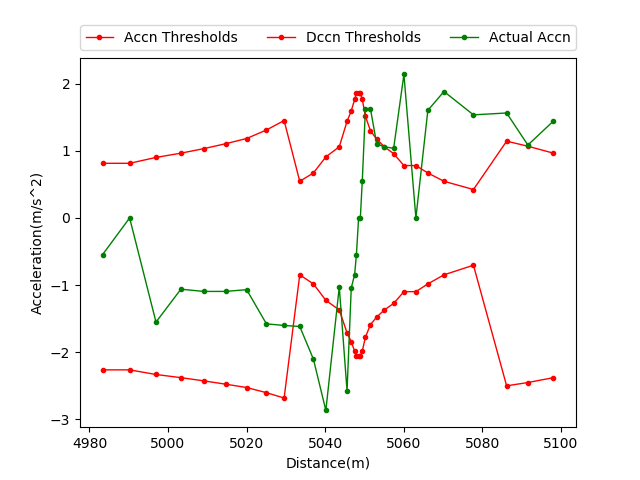 Accn Thresholds Dccn Thresholds Actual Accn
2
1
0
−1
−2
−3
Acceleration(m/s^2)
4980 5000 5020 5040 5060 5080 5100
Distance(m)